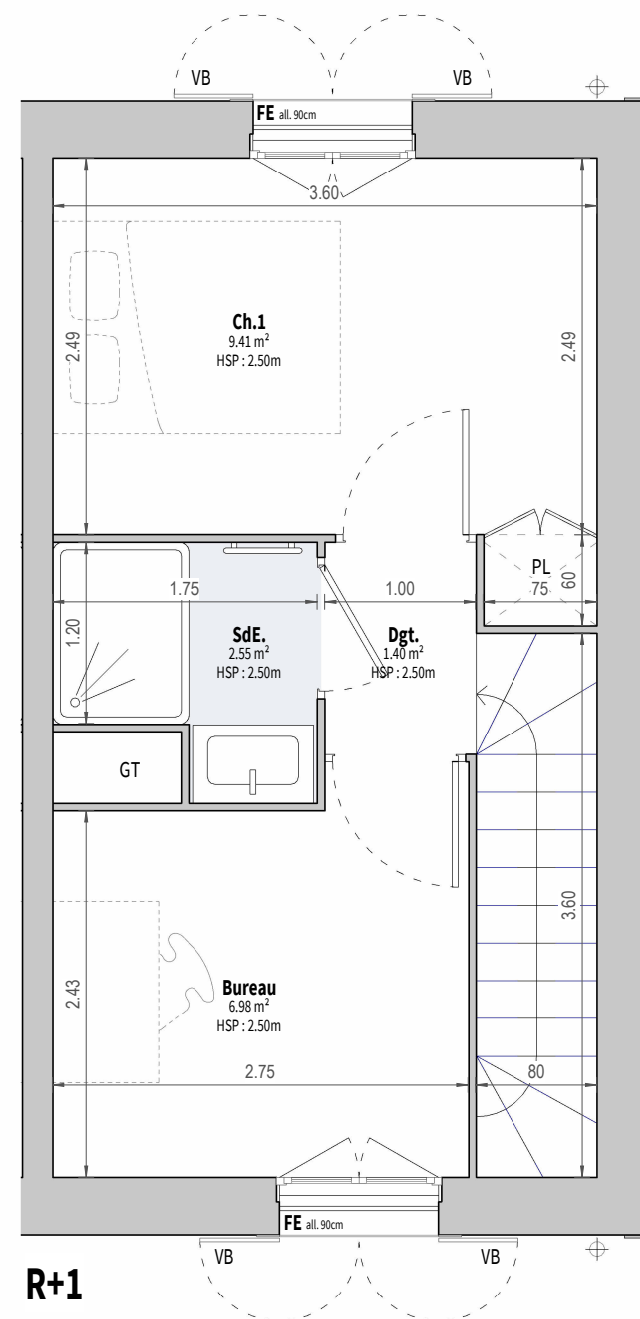 VB
VB
FE all. 90cm
3.60
2.49
2.49
Ch.1
9.41 m²
HSP : 2.50m
PL
75
60
1.75
1.00
1.20
SdE.
2.55 m²
HSP : 2.50m
Dgt.
1.40 m²
HSP : 2.50m
GT
3.60
2.43
Bureau
6.98 m²
HSP : 2.50m
2.75
80
FE all. 90cm
VB
VB
R+1